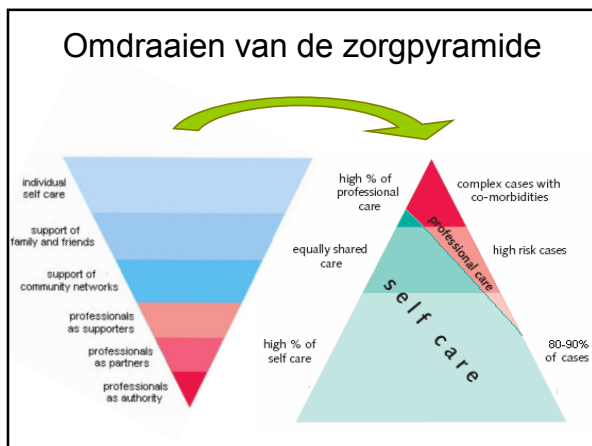 Omdraaien van de zorgpyramide
individual
self care
support of
family and friends
support of
community networks
professionals
as supporters
professionals
as partners
professionals
as authority
high % of
professional
care
equally shared
care
high % of
self care
complex cases with
co-morbidities
high risk cases
80-90%
of cases
professional care
self care